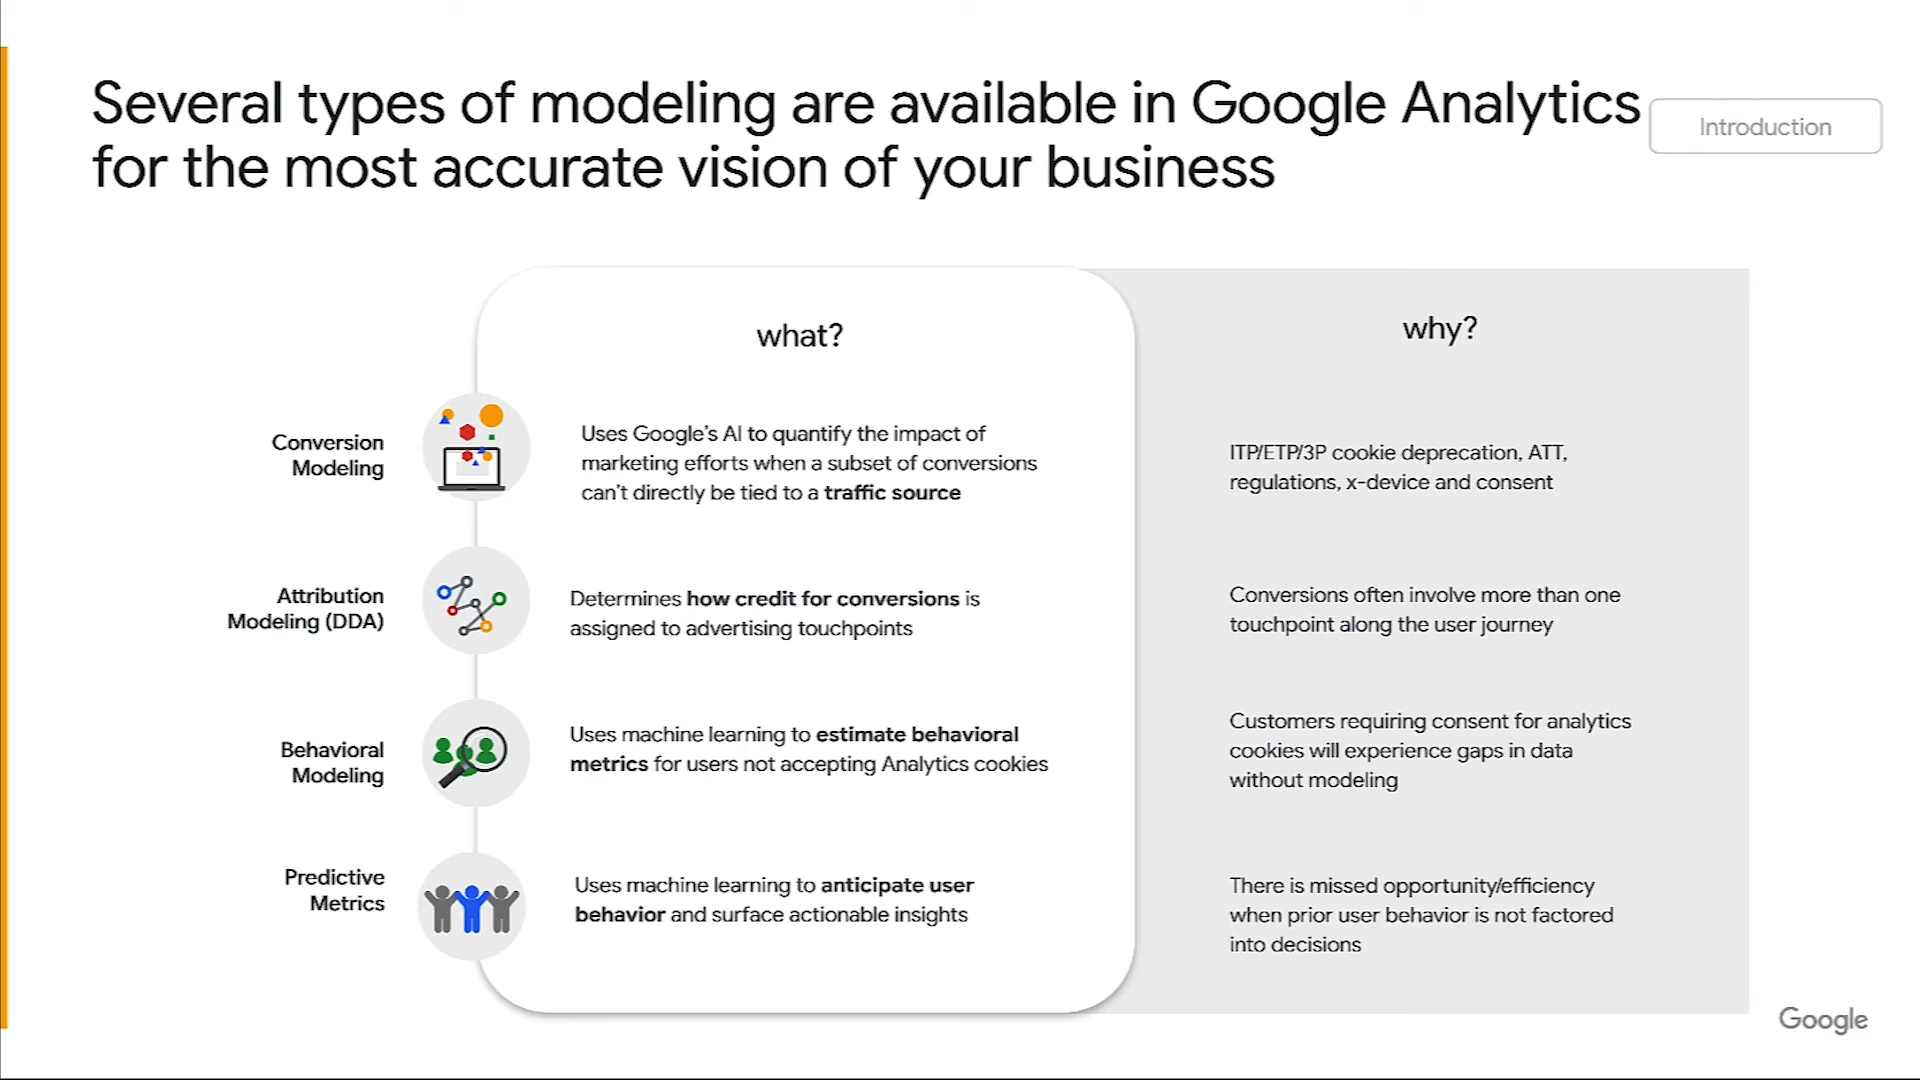 Several types of modeling are available in Google Analytics
for the most accurate vision of your business
Introduction
what?
why?
Conversion
Modeling
Uses Google's AI to quantify the impact of
marketing efforts when a subset of conversions
can't directly be tied to a traffic source
ITP/ETP/3P cookie deprecation, ATT,
regulations, x-device and consent
Attribution
Modeling (DDA)
Determines how credit for conversions is
assigned to advertising touchpoints
Conversions often involve more than one
touchpoint along the user journey
Behavioral
Modeling
Uses machine learning to estimate behavioral
metrics for users not accepting Analytics cookies
Customers requiring consent for analytics
cookies will experience gaps in data
without modeling
Predictive
Metrics
Uses machine learning to anticipate user
behavior and surface actionable insights
There is missed opportunity/efficiency
when prior user behavior is not factored
into decisions
Google